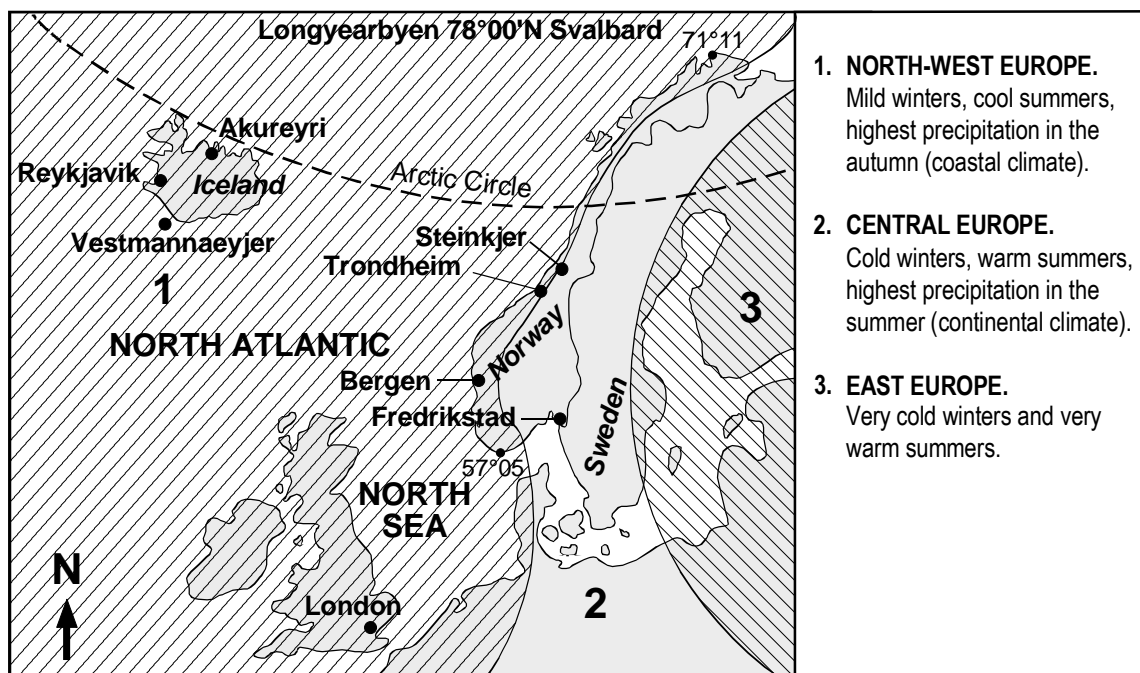 Longyearbyen 78°00'N Svalbard
71°11
Akureyri
Reykjavik
Iceland
Arctic Circle
Vestmannaeyjer
Steinkjer
Trondheim
1
3
NORTH ATLANTIC
Norway
Bergen
Fredrikstad
Sweden
57°05
NORTH
SEA
N
London
2
1. NORTH-WEST EUROPE.
Mild winters, cool summers,
highest precipitation in the
autumn (coastal climate).
2. CENTRAL EUROPE.
Cold winters, warm summers,
highest precipitation in the
summer (continental climate).
3. EAST EUROPE.
Very cold winters and very
warm summers.